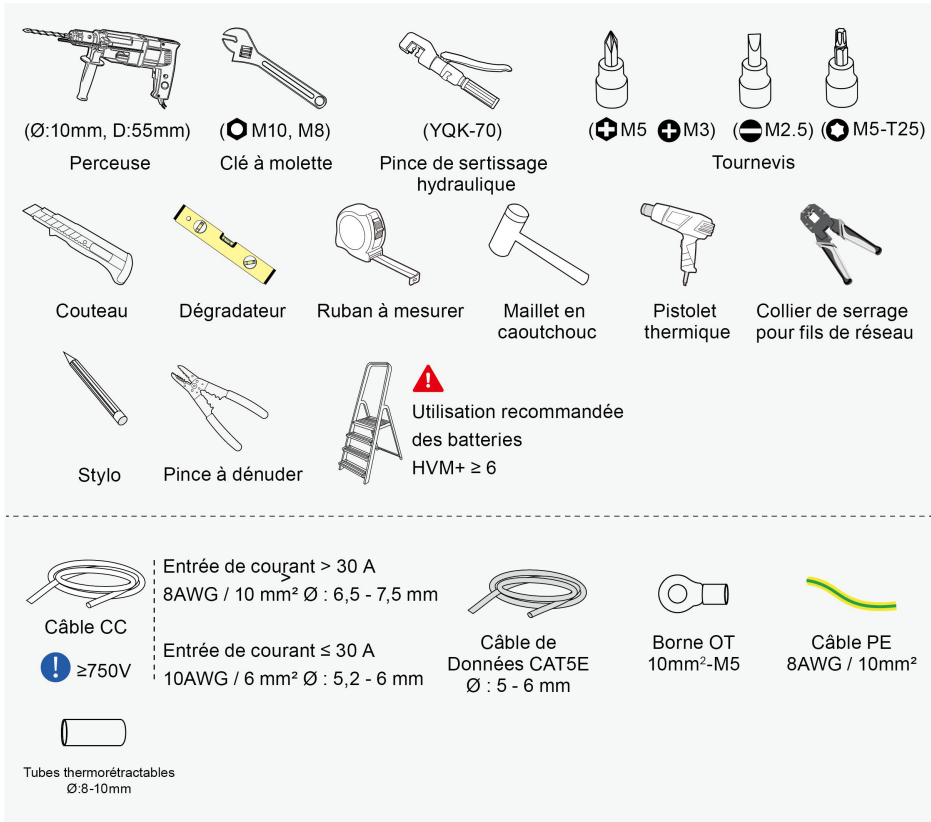 (Ø:10mm, D:55mm)
Perceuse
(M10, M8)
Clé à molette
(YQK-70)
Pince de sertissage
hydraulique
(M5 M3) (M2.5) (M5-T25)
Tournevis
Couteau
Dégradateur
Ruban à mesurer
Maillet en
caoutchouc
Pistolet
thermique
Collier de serrage
pour fils de réseau
Stylo
Pince à dénuder
Utilisation recommandée
des batteries
HVM+ ≥ 6
Câble CC
≥750V
Entrée de courant > 30 A
>
8AWG / 10 mm² Ø : 6,5 - 7,5 mm
Entrée de courant ≤ 30 A
10AWG / 6 mm² Ø : 5,2 - 6 mm
Câble de
Données CAT5E
Ø : 5 - 6 mm
Borne OT
10mm²-M5
Câble PE
8AWG / 10mm²
Tubes thermorétractables
Ø:8-10mm